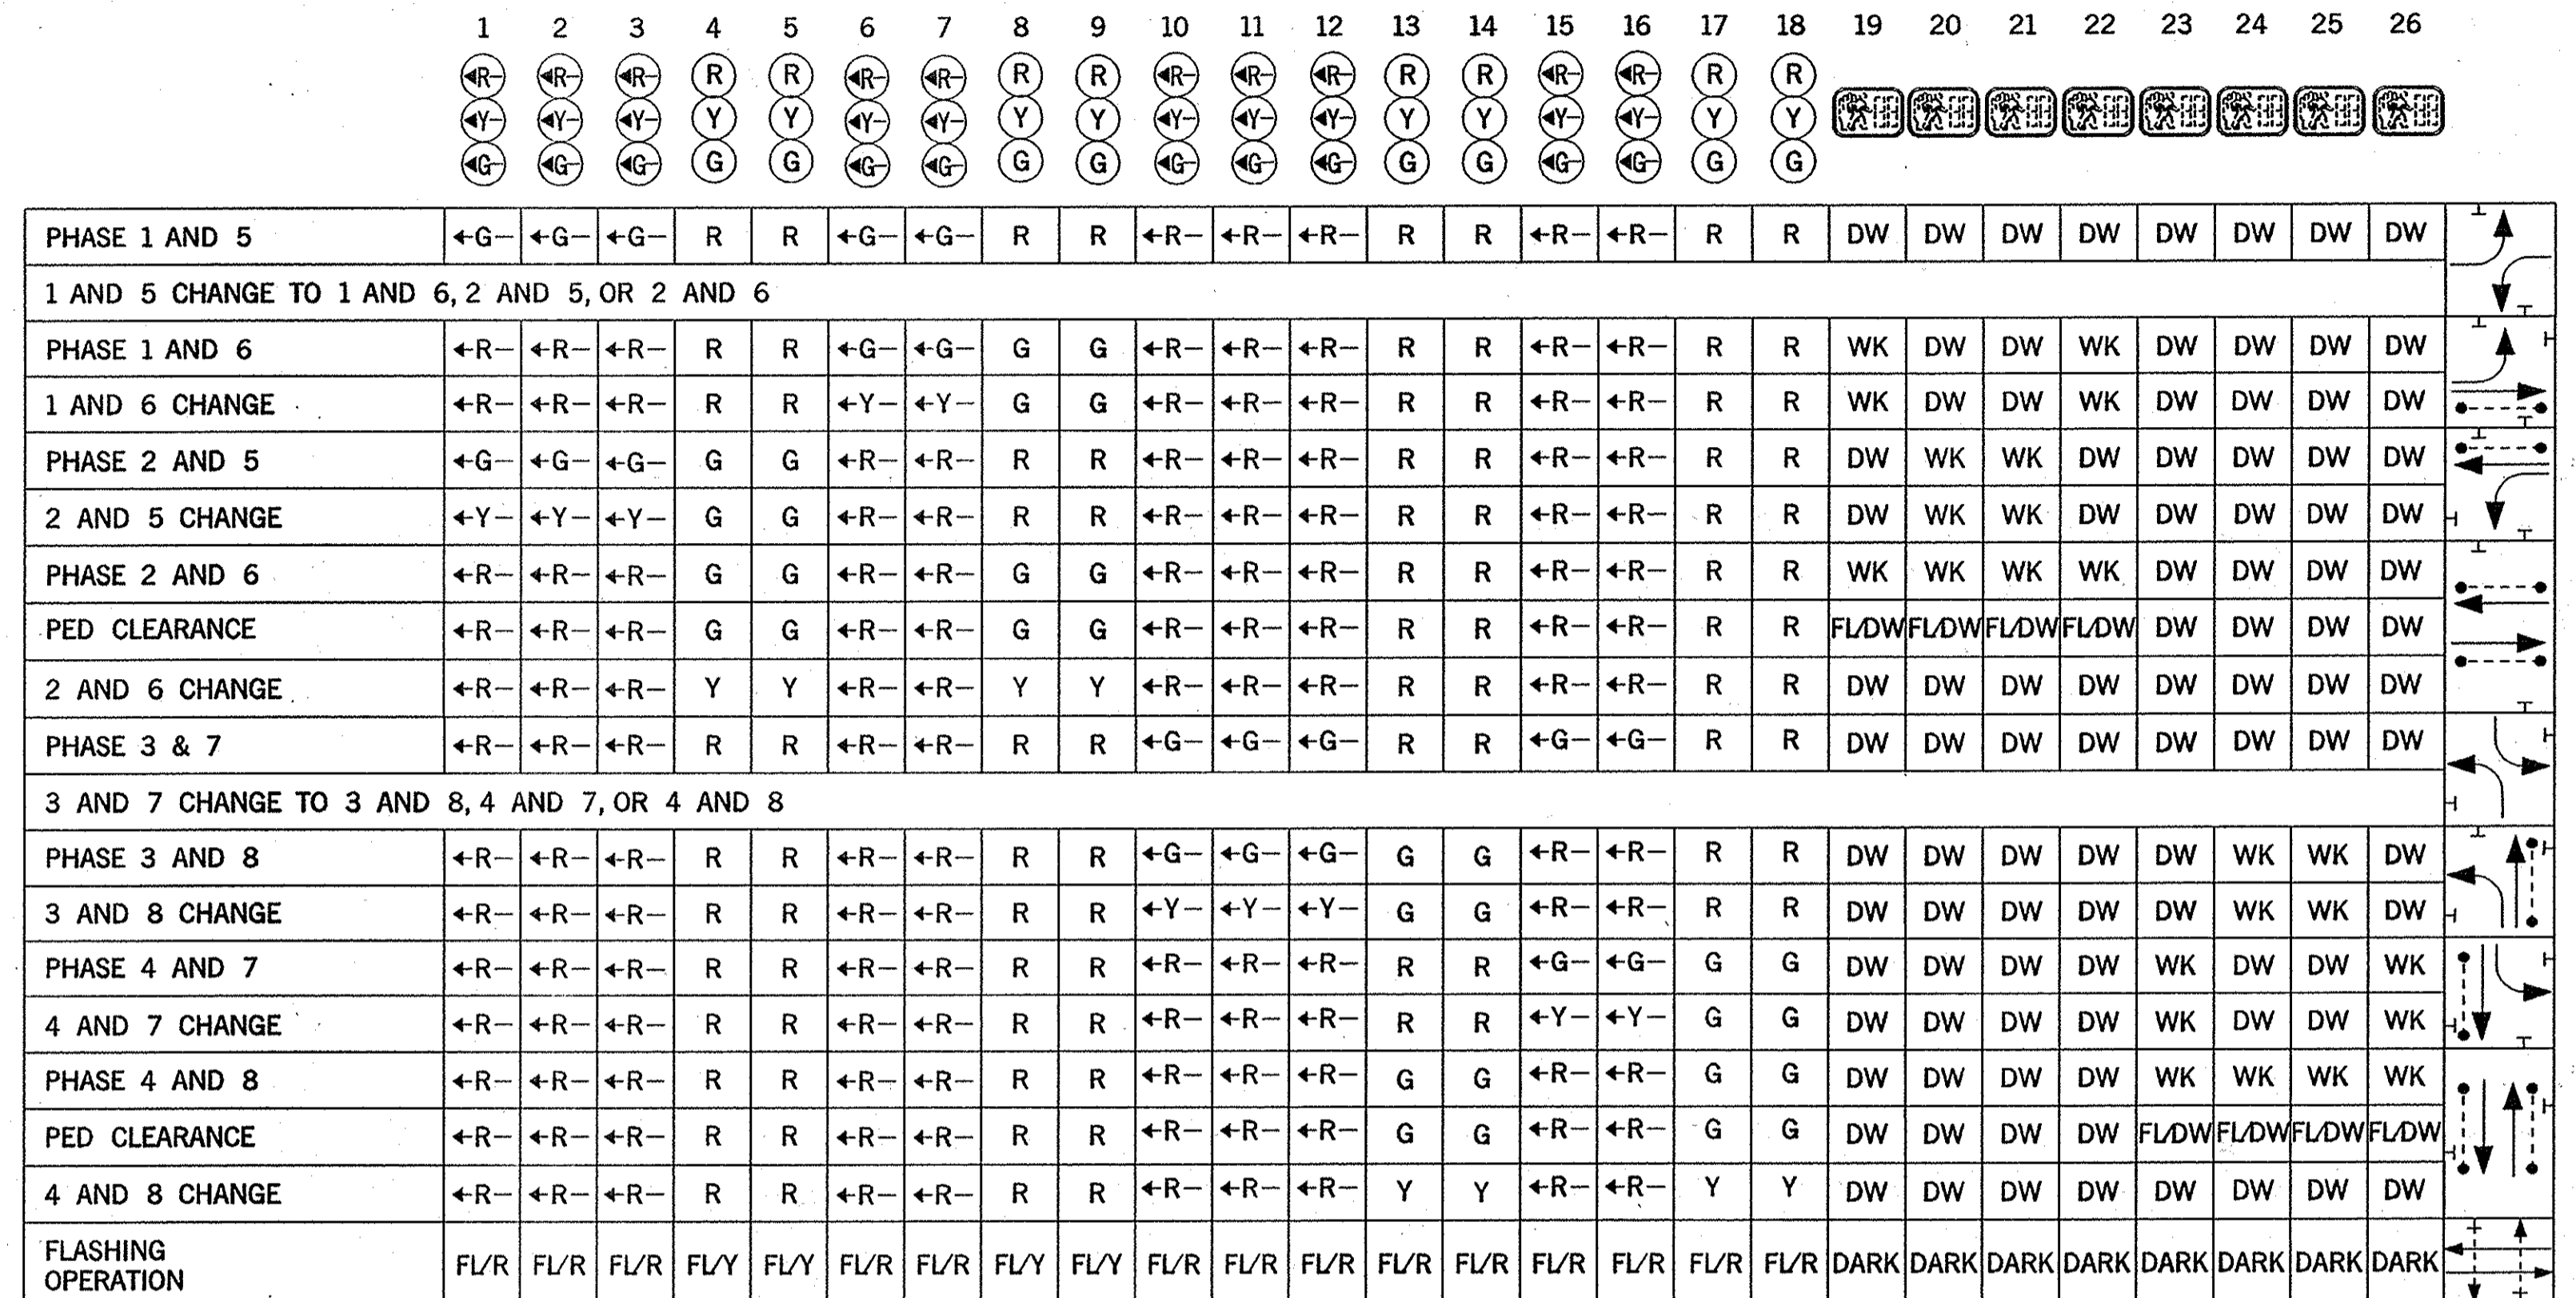 1 2 3 4 5 6 7 8 9 10 11 12 13 14 15 16 17 18 19 20 21 22 23 24 25 26
◄R- ◄R- ◄R- R R ◄R- ◄R- R R ◄R- ◄R- ◄R- R R ◄R- ◄R- R R
◄Y- ◄Y- ◄Y- Y Y ◄Y- ◄Y- Y Y ◄Y- ◄Y- ◄Y- Y Y ◄Y- ◄Y- Y Y
◄G- ◄G- ◄G- G G ◄G- ◄G- G G ◄G- ◄G- ◄G- G G ◄G- ◄G- G G
PHASE 1 AND 5 ←G— ←G— ←G— R R ←G— ←G— R R ←R— ←R— ←R— R R ←R— ←R— R R DW DW DW DW DW DW DW DW
1 AND 5 CHANGE TO 1 AND 6, 2 AND 5, OR 2 AND 6
PHASE 1 AND 6 ←R— ←R— ←R— R R ←G— ←G— G G ←R— ←R— ←R— R R ←R— ←R— R R WK DW DW WK DW DW DW DW
1 AND 6 CHANGE ←R— ←R— ←R— R R ←Y— ←Y— G G ←R— ←R— ←R— R R ←R— ←R— R R WK DW DW WK DW DW DW DW
PHASE 2 AND 5 ←G— ←G— ←G— G G ←R— ←R— R R ←R— ←R— ←R— R R ←R— ←R— R R DW WK WK DW DW DW DW DW
2 AND 5 CHANGE ←Y— ←Y— ←Y— G G ←R— ←R— R R ←R— ←R— ←R— R R ←R— ←R— R R DW WK WK DW DW DW DW DW
PHASE 2 AND 6 ←R— ←R— ←R— G G ←R— ←R— G G ←R— ←R— ←R— R R ←R— ←R— R R WK WK WK WK DW DW DW DW
PED CLEARANCE ←R— ←R— ←R— G G ←R— ←R— G G ←R— ←R— ←R— R R ←R— ←R— R R FL/DW FL/DW FL/DW FL/DW DW DW DW DW
2 AND 6 CHANGE ←R— ←R— ←R— Y Y ←R— ←R— Y Y ←R— ←R— ←R— R R ←R— ←R— R R DW DW DW DW DW DW DW DW
PHASE 3 & 7 ←R— ←R— ←R— R R ←R— ←R— R R ←G— ←G— ←G— R R ←G— ←G— R R DW DW DW DW DW DW DW DW
3 AND 7 CHANGE TO 3 AND 8, 4 AND 7, OR 4 AND 8
PHASE 3 AND 8 ←R— ←R— ←R— R R ←R— ←R— R R ←G— ←G— ←G— G G ←R— ←R— R R DW DW DW DW DW WK WK DW
3 AND 8 CHANGE ←R— ←R— ←R— R R ←R— ←R— R R ←Y— ←Y— ←Y— G G ←R— ←R— R R DW DW DW DW DW WK WK DW
PHASE 4 AND 7 ←R— ←R— ←R— R R ←R— ←R— R R ←R— ←R— ←R— R R ←G— ←G— G G DW DW DW DW WK DW DW WK
4 AND 7 CHANGE ←R— ←R— ←R— R R ←R— ←R— R R ←R— ←R— ←R— R R ←Y— ←Y— G G DW DW DW DW WK DW DW WK
PHASE 4 AND 8 ←R— ←R— ←R— R R ←R— ←R— R R ←R— ←R— ←R— G G ←R— ←R— G G DW DW DW DW WK WK WK WK
PED CLEARANCE ←R— ←R— ←R— R R ←R— ←R— R R ←R— ←R— ←R— G G ←R— ←R— G G DW DW DW DW FL/DW FL/DW FL/DW FL/DW
4 AND 8 CHANGE ←R— ←R— ←R— R R ←R— ←R— R R ←R— ←R— ←R— Y Y ←R— ←R— Y Y DW DW DW DW DW DW DW DW
FLASHING
OPERATION FL/R FL/R FL/R FL/Y FL/Y FL/R FL/R FL/Y FL/Y FL/R FL/R FL/R FL/R FL/R FL/R FL/R FL/R FL/R DARK DARK DARK DARK DARK DARK DARK DARK